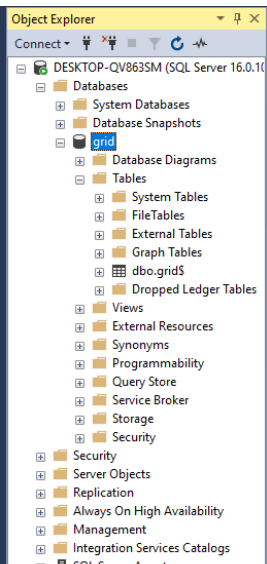 Object Explorer
Connect
DESKTOP-QV863SM (SQL Server 16.0.10
Databases
System Databases
Database Snapshots
grid
Database Diagrams
Tables
System Tables
FileTables
External Tables
Graph Tables
dbo.grid$
Dropped Ledger Tables
Views
External Resources
Synonyms
Programmability
Query Store
Service Broker
Storage
Security
Security
Server Objects
Replication
Always On High Availability
Management
Integration Services Catalogs